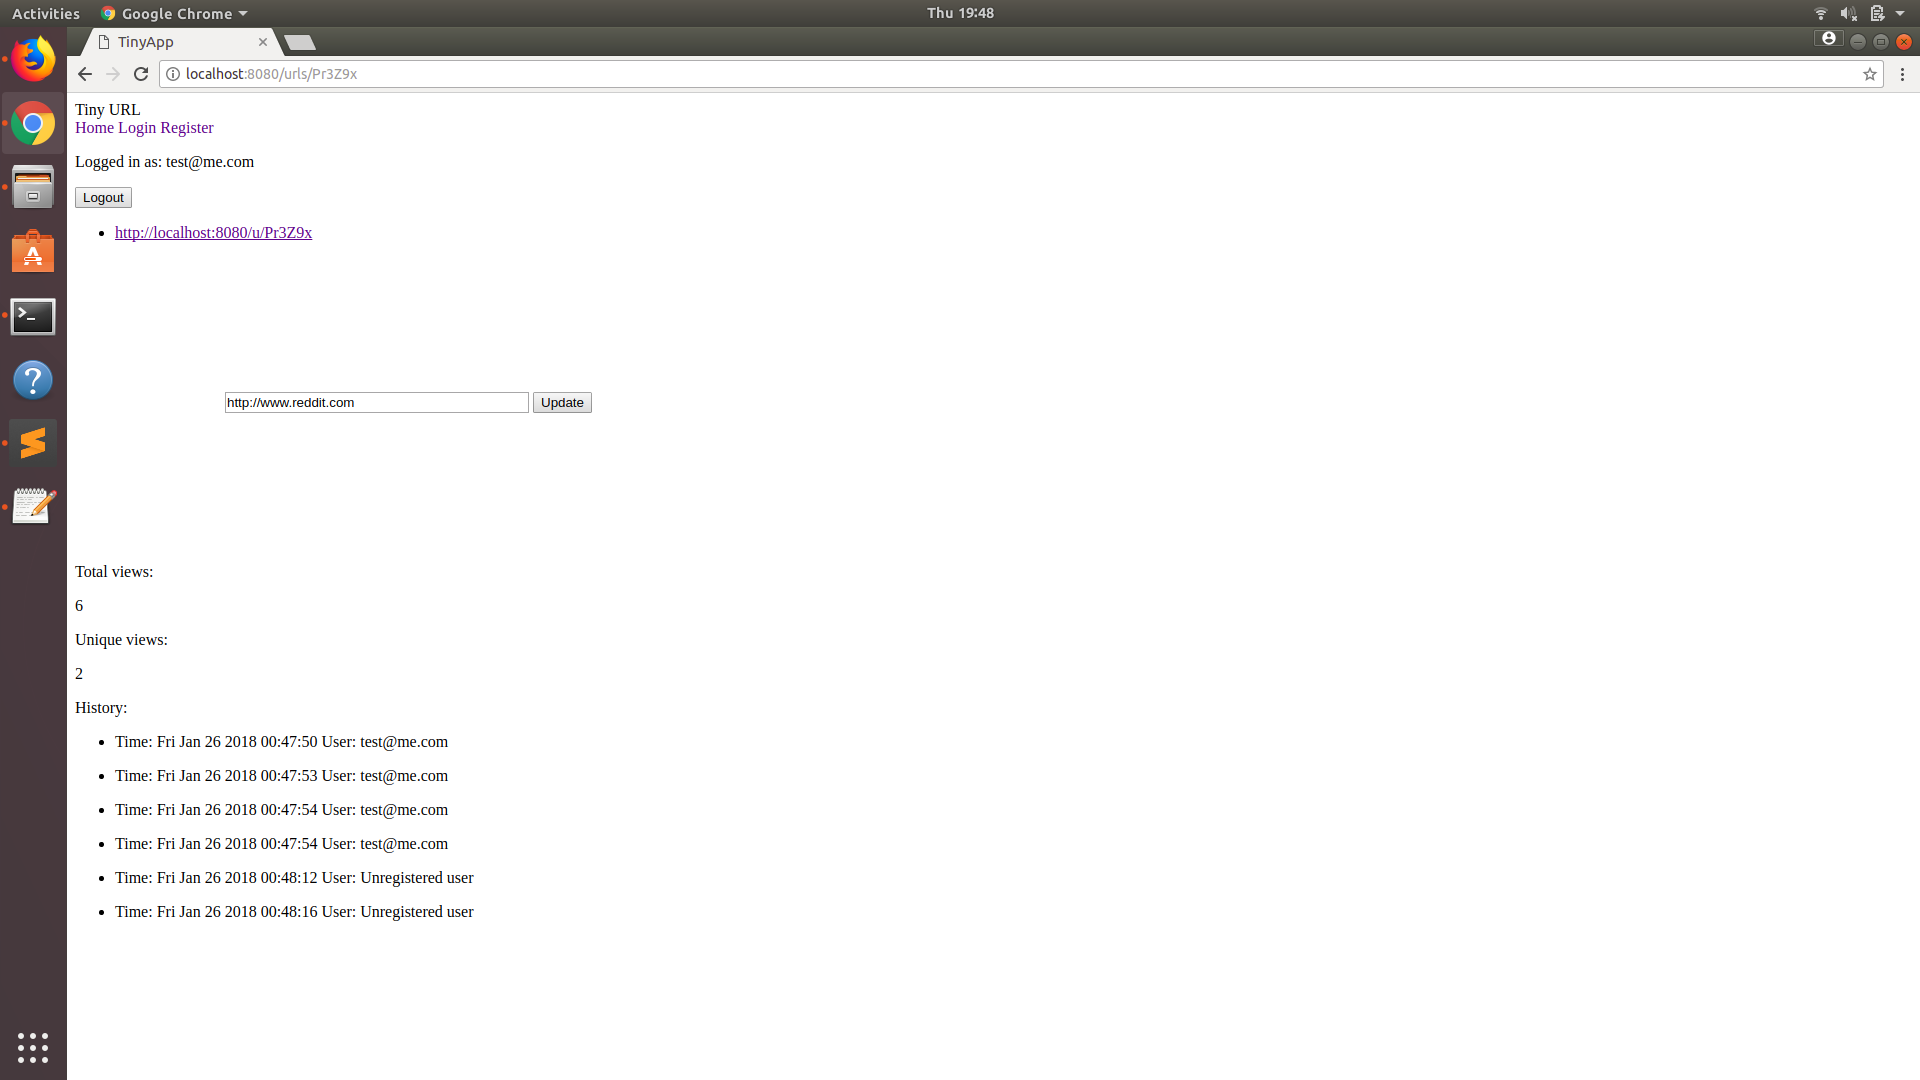 Activities Google Chrome Thu 19:48
TinyApp
localhost:8080/urls/Pr3Z9x
Tiny URL
Home Login Register
Logged in as: test@me.com
Logout
http://localhost:8080/u/Pr3Z9x
http://www.reddit.com Update
Total views:
6
Unique views:
2
History:
Time: Fri Jan 26 2018 00:47:50 User: test@me.com
Time: Fri Jan 26 2018 00:47:53 User: test@me.com
Time: Fri Jan 26 2018 00:47:54 User: test@me.com
Time: Fri Jan 26 2018 00:47:54 User: test@me.com
Time: Fri Jan 26 2018 00:48:12 User: Unregistered user
Time: Fri Jan 26 2018 00:48:16 User: Unregistered user